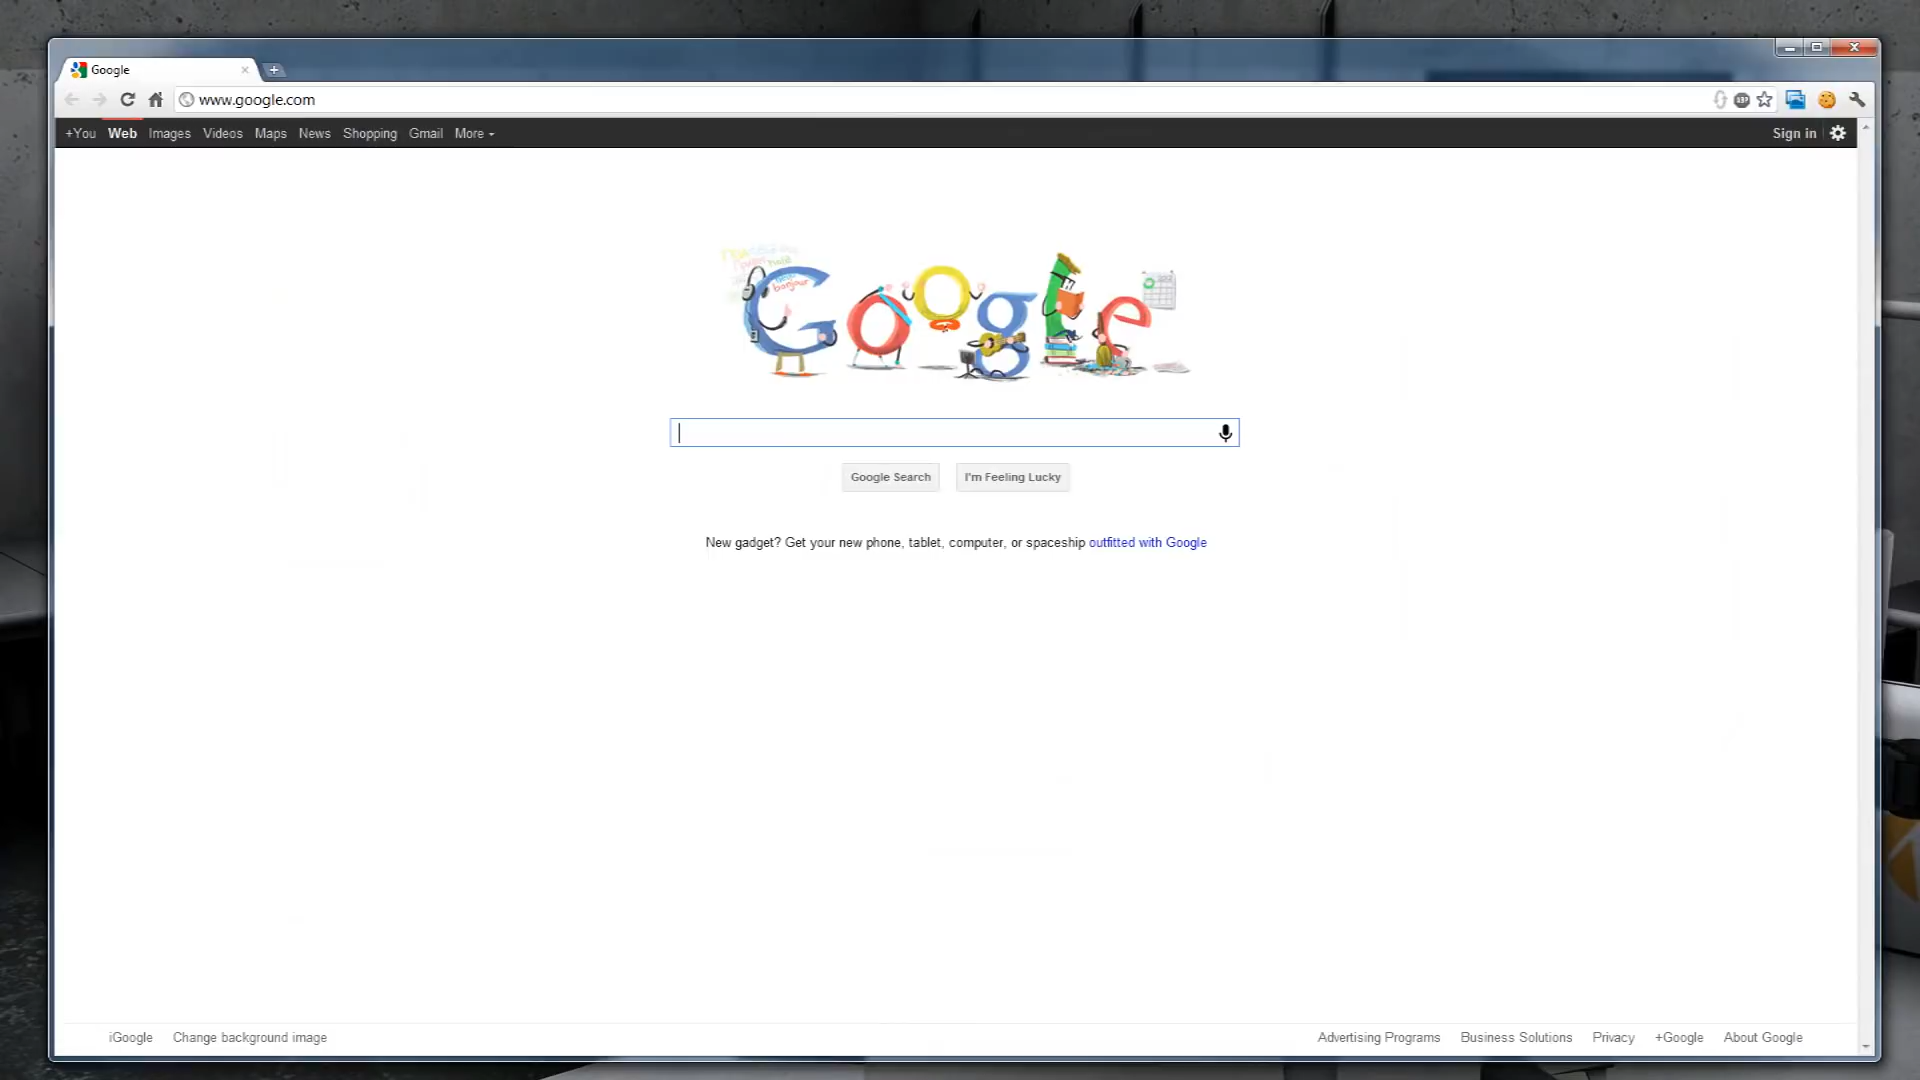 Google
www.google.com
+You Web Images Videos Maps News Shopping Gmail More Sign in
Google
bonjour
Google Search I'm Feeling Lucky
New gadget? Get your new phone, tablet, computer, or spaceship outfitted with Google
iGoogle Change background image Advertising Programs Business Solutions Privacy +Google About Google